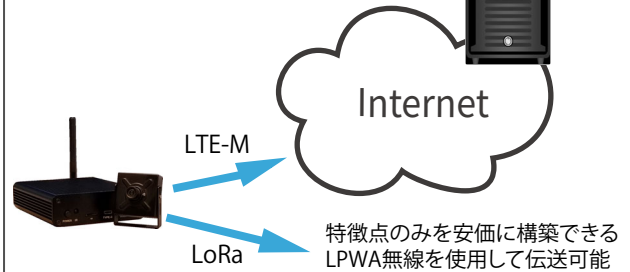 Internet
LTE-M
LoRa
特徴点のみを安価に構築できる
LPWA無線を使用して伝送可能